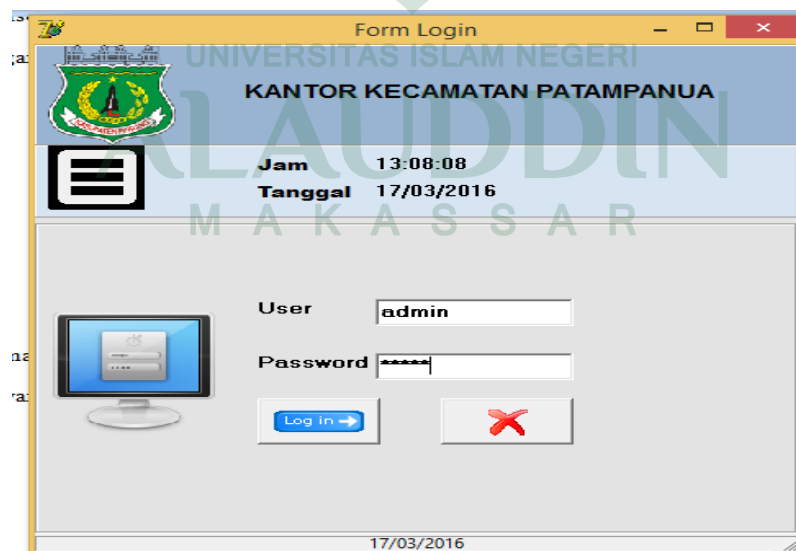 Form Login
UNIVERSITAS ISLAM NEGERI
KANTOR KECAMATAN PATAMPANUA
ALAUDDIN
Jam 13:08:08
Tanggal 17/03/2016
MAKASSAR
User admin
Password *****
Log in
17/03/2016